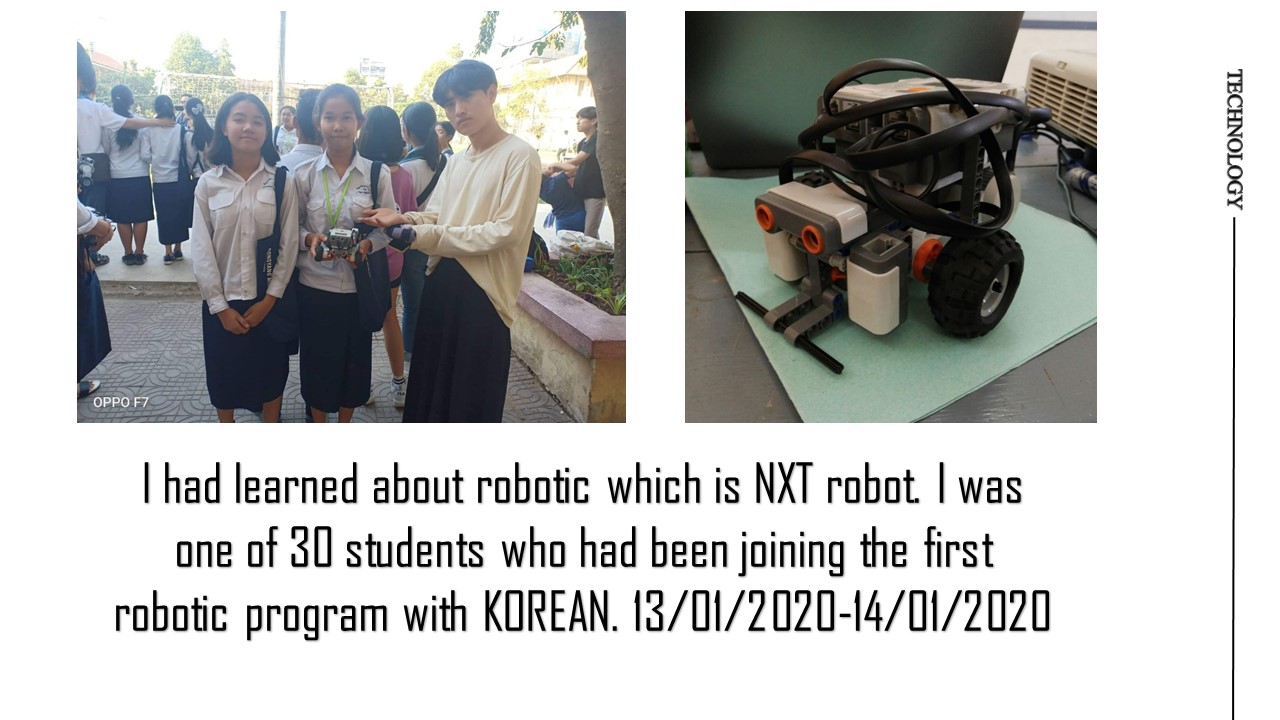 OPPO F7
TECHNOLOGY
I had learned about robotic which is NXT robot. I was
one of 30 students who had been joining the first
robotic program with KOREAN. 13/01/2020-14/01/2020